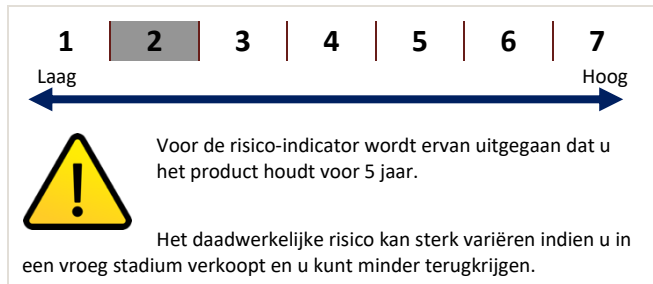 1 2 3 4 5 6 7
Laag Hoog
Voor de risico-indicator wordt ervan uitgegaan dat u
het product houdt voor 5 jaar.
Het daadwerkelijke risico kan sterk variëren indien u in
een vroeg stadium verkoopt en u kunt minder terugkrijgen.